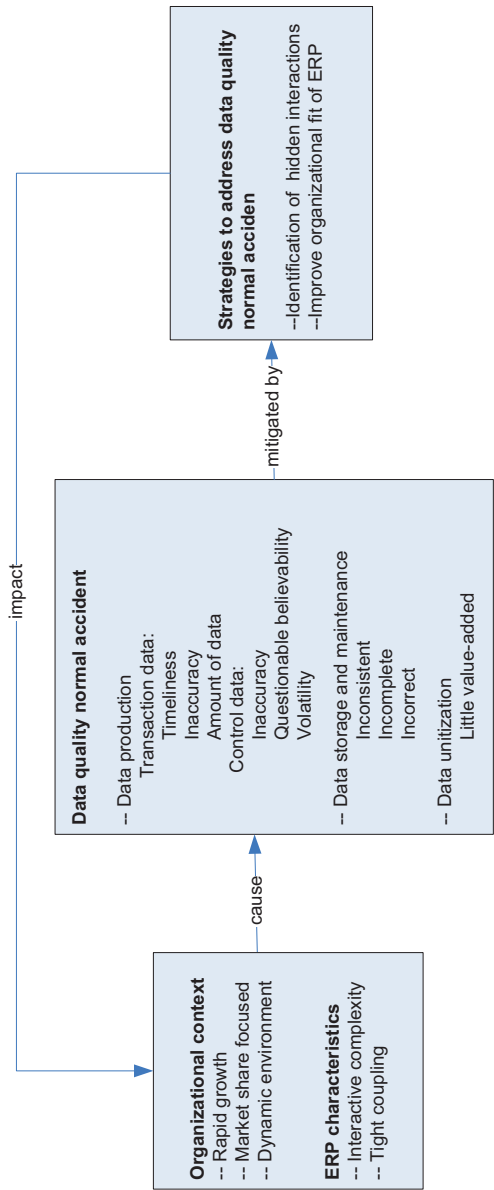 impact
Organizational context
-- Rapid growth
-- Market share focused
-- Dynamic environment
ERP characteristics
-- Interactive complexity
-- Tight coupling
cause
Data quality normal accident
-- Data production
Transaction data:
Timeliness
Inaccuracy
Amount of data
Control data:
Inaccuracy
Questionable believability
Volatility
-- Data storage and maintenance
Inconsistent
Incomplete
Incorrect
-- Data unitization
Little value-added
mitigated by
Strategies to address data quality
normal acciden
--Identification of hidden interactions
--Improve organizational fit of ERP